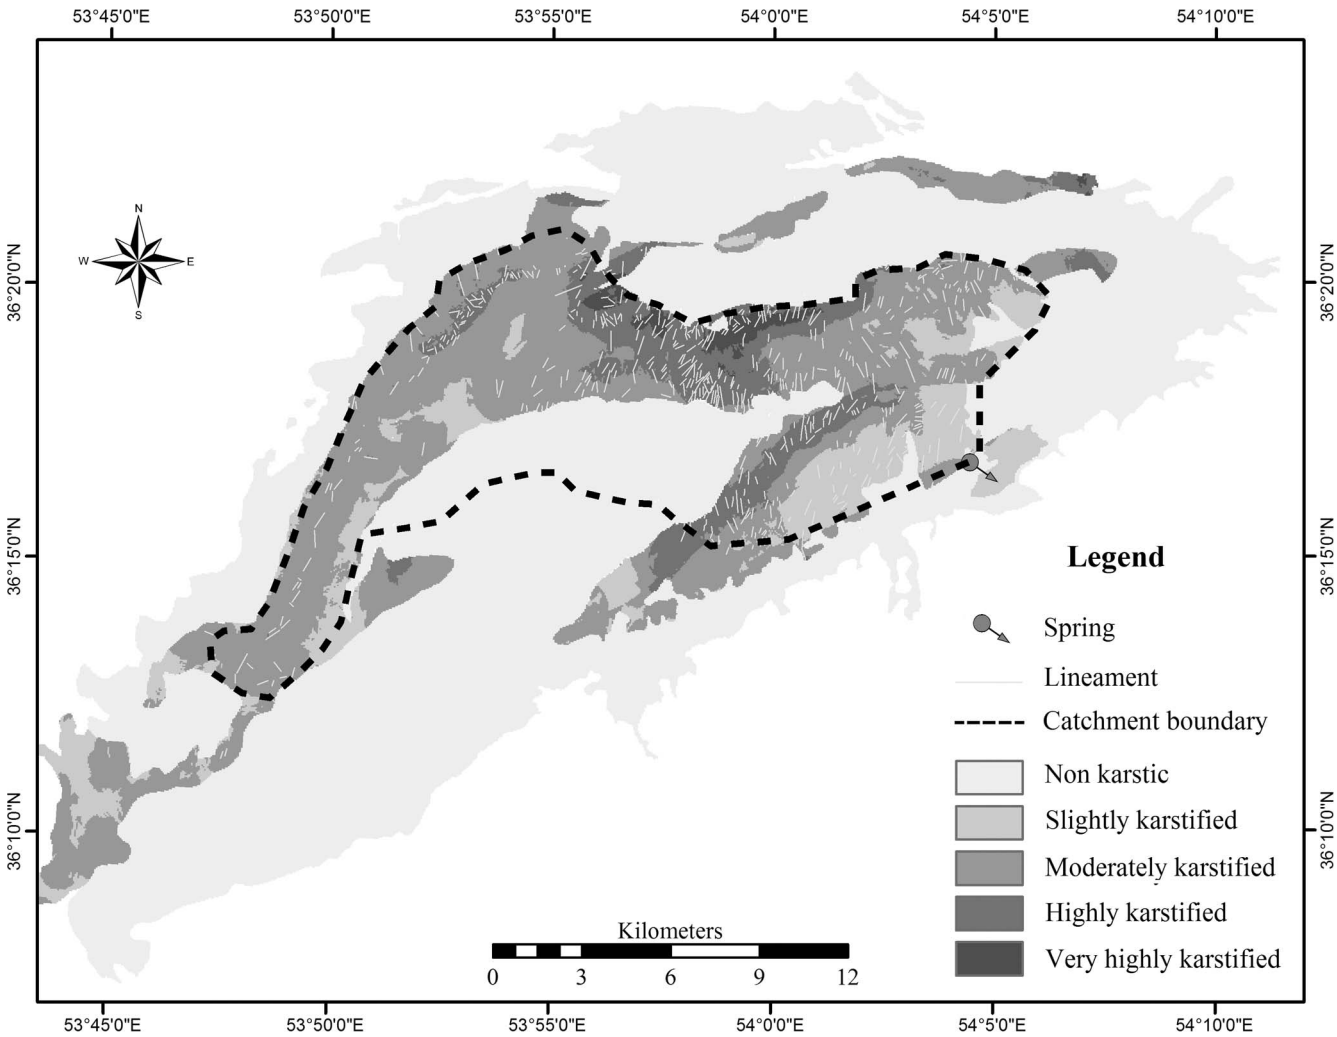 53°45'0"E 53°50'0"E 53°55'0"E 54°0'0"E 54°5'0"E 54°10'0"E
N
W E
S
36°20'0"N 36°20'0"N
36°15'0"N 36°15'0"N
36°10'0"N 36°10'0"N
Legend
Spring
Lineament
Catchment boundary
Non karstic
Slightly karstified
Moderately karstified
Highly karstified
Very highly karstified
Kilometers
0 3 6 9 12
53°45'0"E 53°50'0"E 53°55'0"E 54°0'0"E 54°5'0"E 54°10'0"E